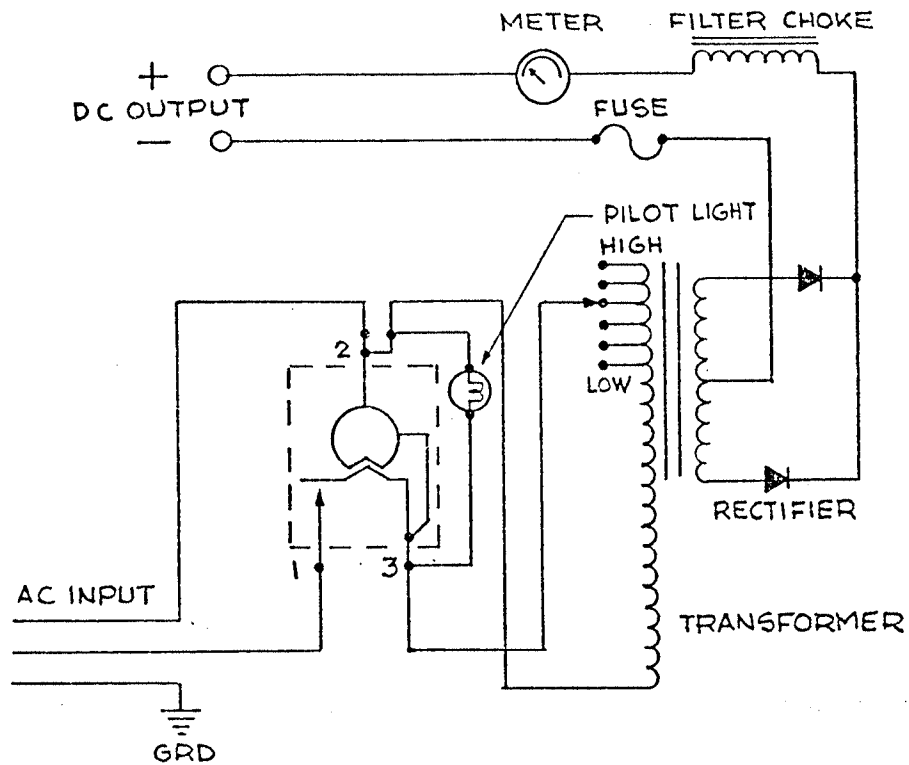 METER
FILTER CHOKE
+
DC OUTPUT
FUSE
−
PILOT LIGHT
HIGH
2
LOW
RECTIFIER
1
3
AC INPUT
TRANSFORMER
GRD